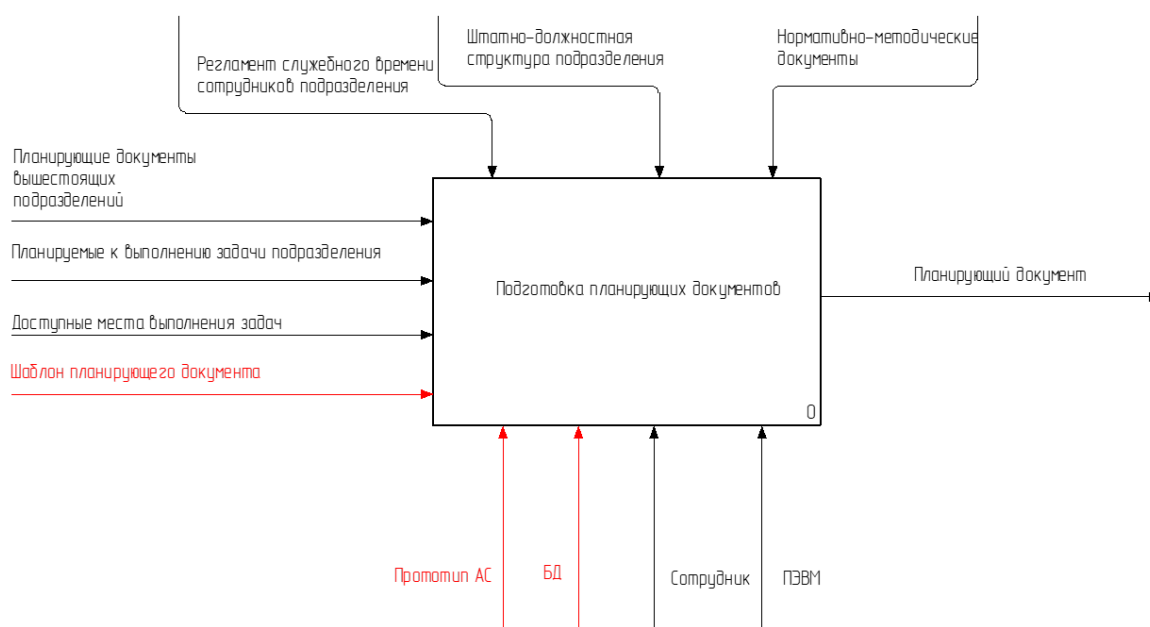 Регламент служебного времени
сотрудников подразделения
Штатно-должностная
структура подразделения
Нормативно-методические
документы
Планирующие документы
вышестоящих
подразделений
Планируемые к выполнению задачи подразделения
Доступные места выполнения задач
Шаблон планирующего документа
Подготовка планирующих документов
0
Планирующий документ
Прототип АС
БД
Сотрудник
ПЭВМ